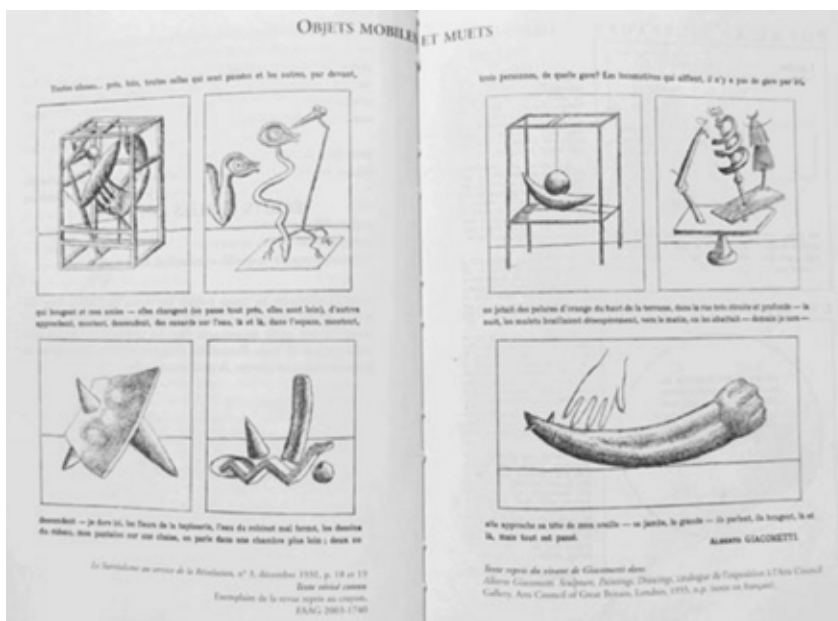 OBJETS MOBILES ET MUETS
Toutes choses... près, loin, toutes celles qui sont passées et les autres, par devant,
qui bougent et mes amies — elles changent (on passe tout près, elles sont loin), d'autres
approchent, montent, descendent, des canards sur l'eau, là et là, dans l'espace, montent,
descendent — je dors ici, les fleurs de la tapisserie, l'eau du robinet mal fermé, les dessins
du rideau, mon pantalon sur une chaise, on parle dans une chambre plus loin ; deux ou
Le Surréalisme au service de la Révolution, n° 3, décembre 1931, p. 18 et 19
Texte révisé comme
Exemplaire de la revue repris au crayon,
FAAG 2003-1740
trois personnes, de quelle gare? Les locomotives qui sifflent, il n'y a pas de gare par ici,
on jetait des pelures d'orange du haut de la terrasse, dans la rue très étroite et profonde — la
nuit, les mulets braillaient désespérément, vers le matin, on les abattait — demain je sors —
elle approche sa tête de mon oreille — sa jambe, la grande — ils parlent, ils bougent, là et
là, mais tout est passé.
ALBERTO GIACOMETTI.
Texte repris du vivant de Giacometti dans
Alberto Giacometti. Sculpture, Paintings, Drawings, catalogue de l'exposition à l'Arts Council
Gallery, Arts Council of Great Britain, London, 1955, n.p. (texte en français).